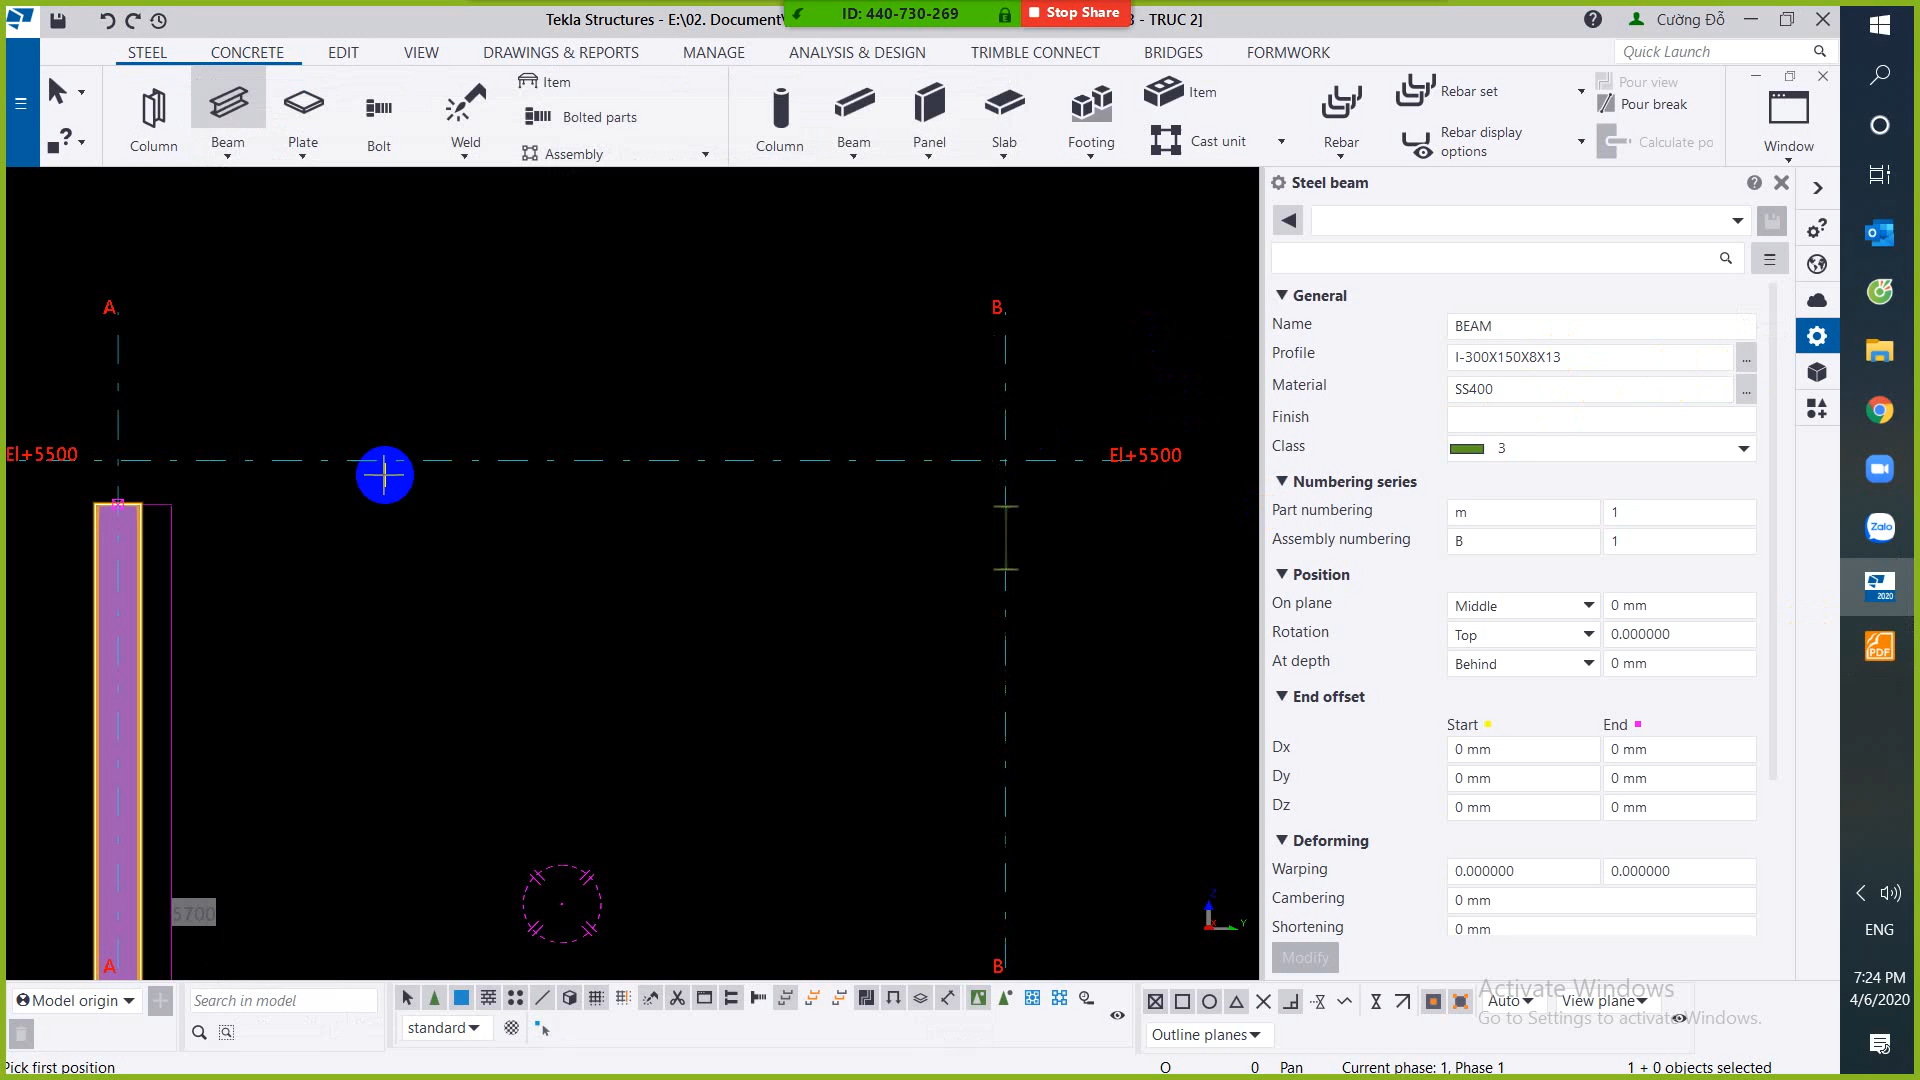 Tekla Structures - E:\02. Document\
ID: 440-730-269
Stop Share
3 - TRUC 2]
Cường Đỗ
STEEL
CONCRETE
EDIT
VIEW
DRAWINGS & REPORTS
MANAGE
ANALYSIS & DESIGN
TRIMBLE CONNECT
BRIDGES
FORMWORK
Quick Launch
Column
Beam
Plate
Bolt
Weld
Item
Bolted parts
Assembly
Column
Beam
Panel
Slab
Footing
Item
Cast unit
Rebar
Rebar set
Rebar display options
Pour view
Pour break
Calculate po
Window
A
B
El+5500
El+5500
5700
A
B
Z
Y
Steel beam
General
Name
BEAM
Profile
I-300X150X8X13
...
Material
SS400
...
Finish
Class
3
Numbering series
Part numbering
m
1
Assembly numbering
B
1
Position
On plane
Middle
0 mm
Rotation
Top
0.000000
At depth
Behind
0 mm
End offset
Start
End
Dx
0 mm
0 mm
Dy
0 mm
0 mm
Dz
0 mm
0 mm
Deforming
Warping
0.000000
0.000000
Cambering
0 mm
Shortening
0 mm
Modify
Model origin
Search in model
standard
Auto
View plane
Outline planes
Activate Windows
Go to Settings to activate Windows.
Pick first position
O
0
Pan
Current phase: 1, Phase 1
1 + 0 objects selected
Zalo
2020
PDF
ENG
7:24 PM
4/6/2020